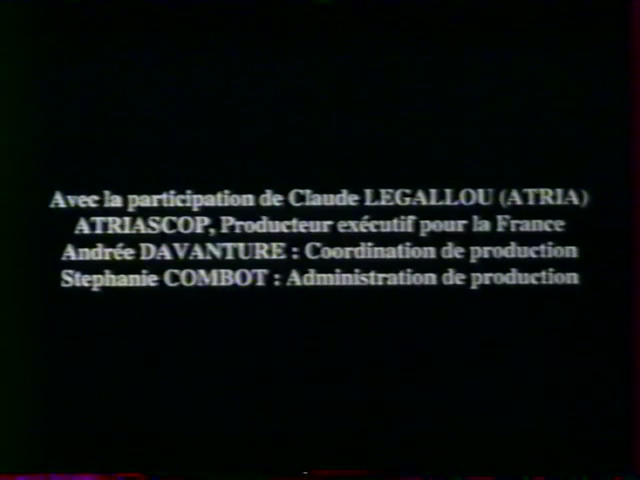 Avec la participation de Claude LEGALLOU (ATRIA)
ATRIASCOP, Producteur exécutif pour la France
Andrée DAVANTURE : Coordination de production
Stephanie COMBOT : Administration de production